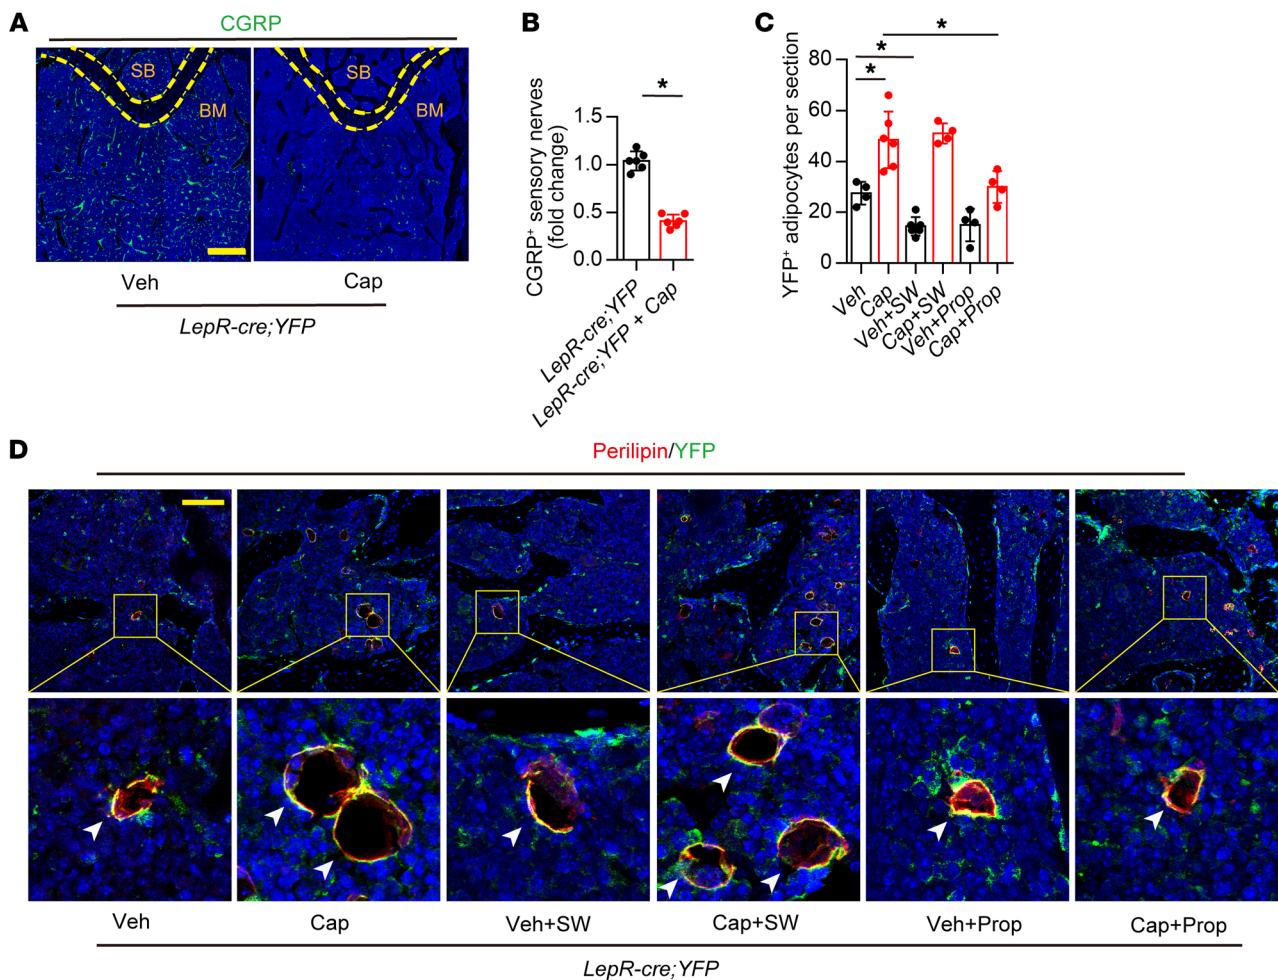 A
CGRP
SB
BM
SB
BM
Veh
Cap
LepR-cre;YFP
B
CGRP+ sensory nerves
(fold change)
1.5
1.0
0.5
0.0
*
LepR-cre;YFP
LepR-cre;YFP + Cap
C
YFP+ adipocytes per section
80
60
40
20
0
*
*
*
Veh
Cap
Veh+SW
Cap+SW
Veh+Prop
Cap+Prop
D
Perilipin/YFP
Veh
Cap
Veh+SW
Cap+SW
Veh+Prop
Cap+Prop
LepR-cre;YFP